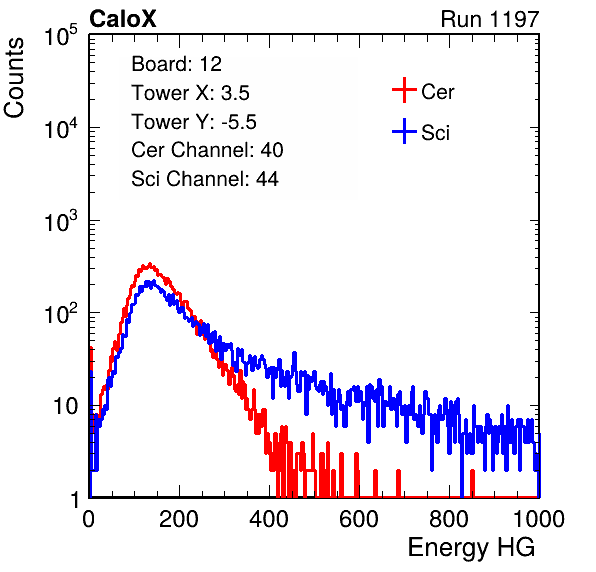 CaloX Run 1197
Counts
10^5
10^4
10^3
10^2
10
1
Board: 12
Tower X: 3.5
Tower Y: -5.5
Cer Channel: 40
Sci Channel: 44
Cer
Sci
0 200 400 600 800 1000
Energy HG